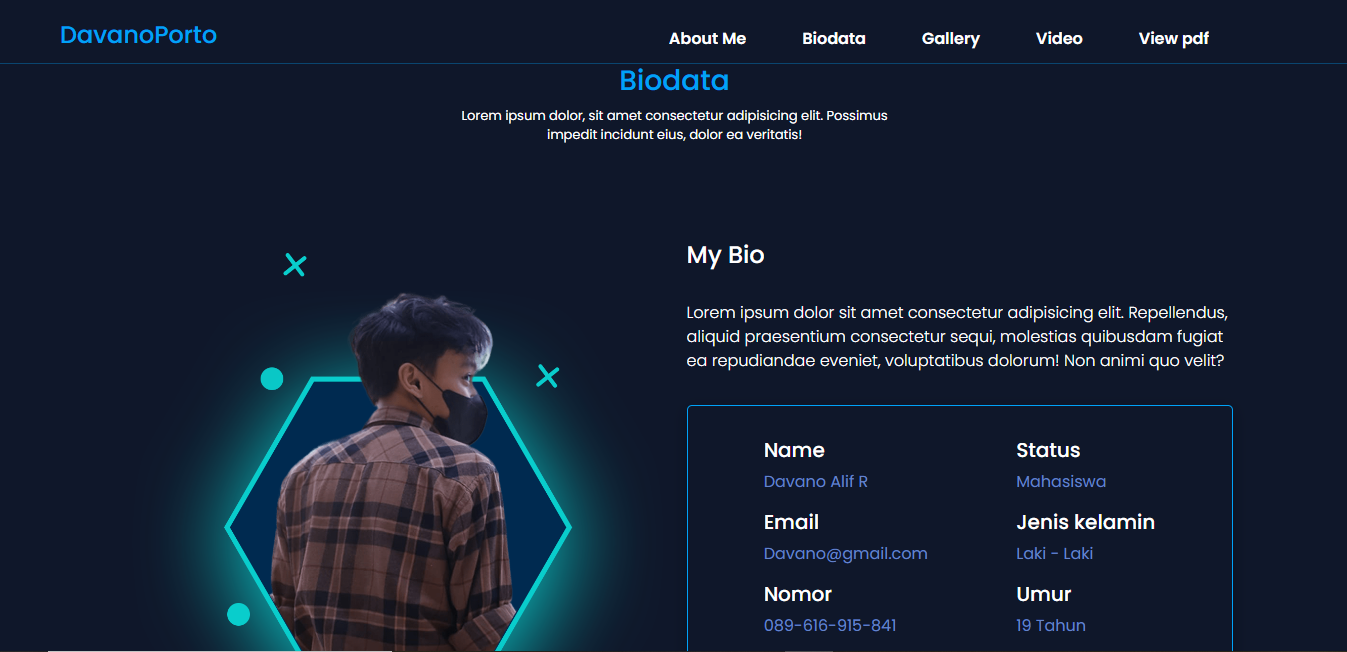 DavanoPorto
About Me
Biodata
Gallery
Video
View pdf
Biodata
Lorem ipsum dolor, sit amet consectetur adipisicing elit. Possimus
impedit incidunt eius, dolor ea veritatis!
My Bio
Lorem ipsum dolor sit amet consectetur adipisicing elit. Repellendus,
aliquid praesentium consectetur sequi, molestias quibusdam fugiat
ea repudiandae eveniet, voluptatibus dolorum! Non animi quo velit?
Name
Davano Alif R
Status
Mahasiswa
Email
Davano@gmail.com
Jenis kelamin
Laki - Laki
Nomor
089-616-915-841
Umur
19 Tahun